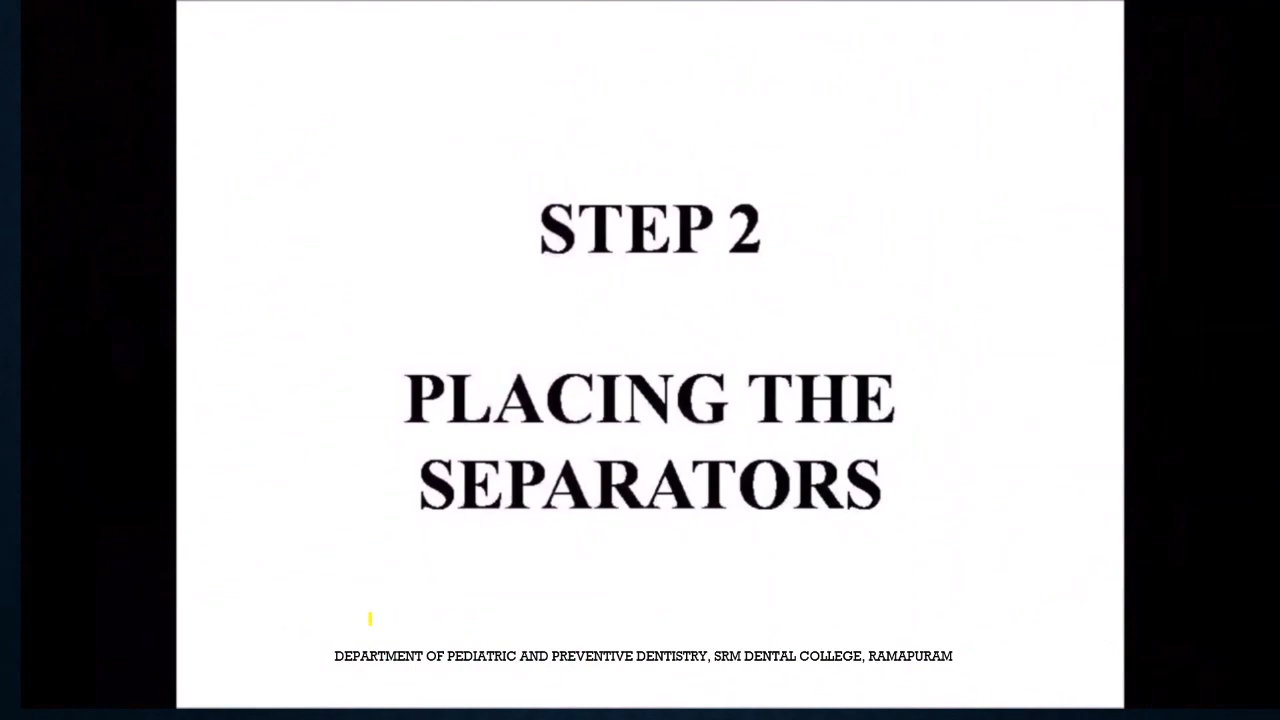 STEP 2
PLACING THE
SEPARATORS
DEPARTMENT OF PEDIATRIC AND PREVENTIVE DENTISTRY, SRM DENTAL COLLEGE, RAMAPURAM